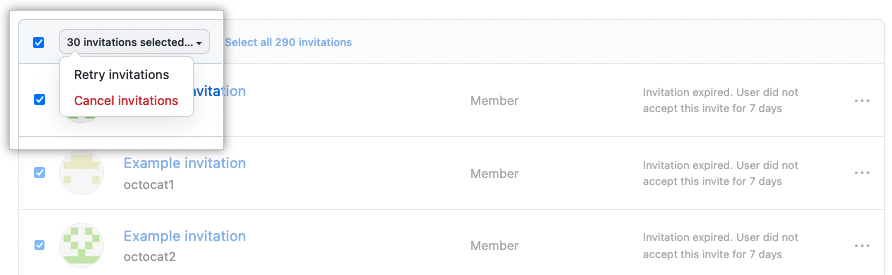 30 invitations selected... Select all 290 invitations
Retry invitations
Cancel invitations
vitation
Member
Invitation expired. User did not
accept this invite for 7 days
Example invitation
octocat1
Member
Invitation expired. User did not
accept this invite for 7 days
Example invitation
octocat2
Member
Invitation expired. User did not
accept this invite for 7 days